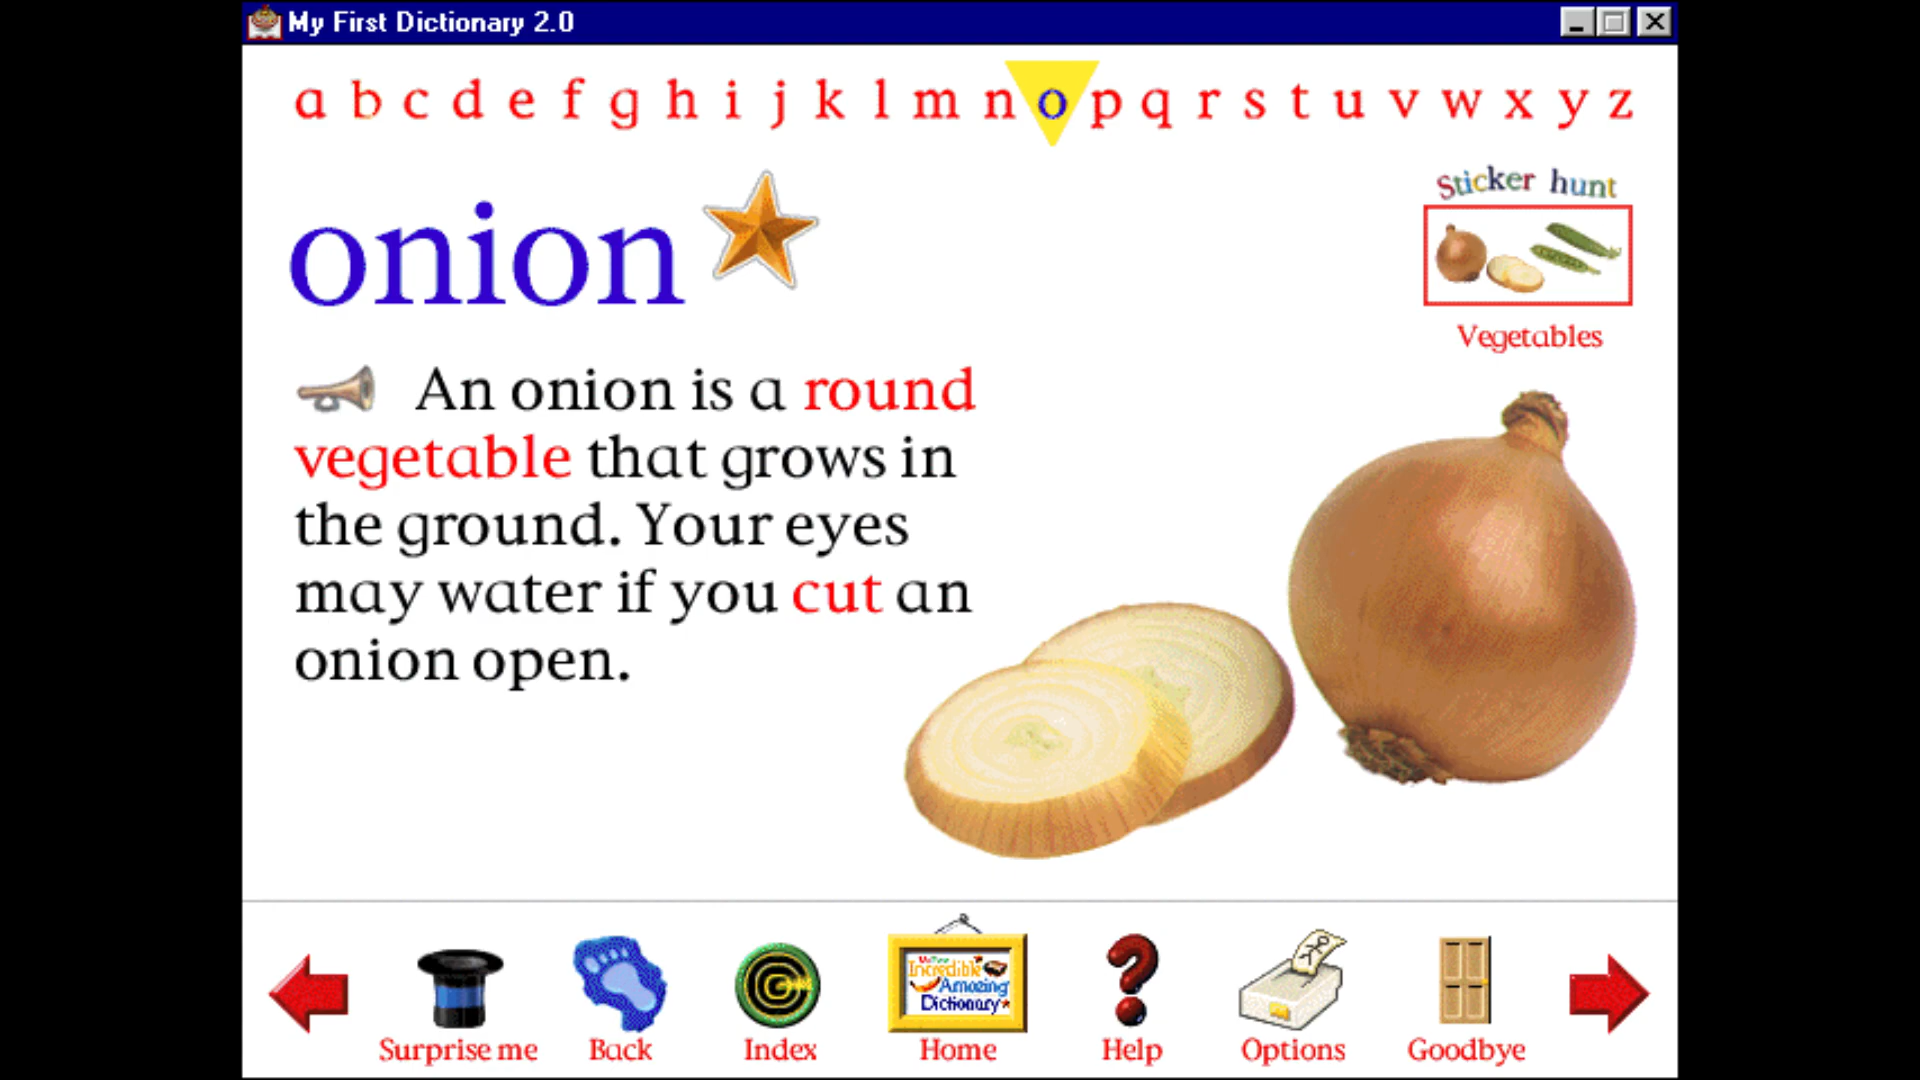 My First Dictionary 2.0
a b c d e f g h i j k l m n o p q r s t u v w x y z
onion
Sticker hunt
Vegetables
An onion is a round
vegetable that grows in
the ground. Your eyes
may water if you cut an
onion open.
My First
Incredible
Amazing
Dictionary
Surprise me
Back
Index
Home
Help
Options
Goodbye